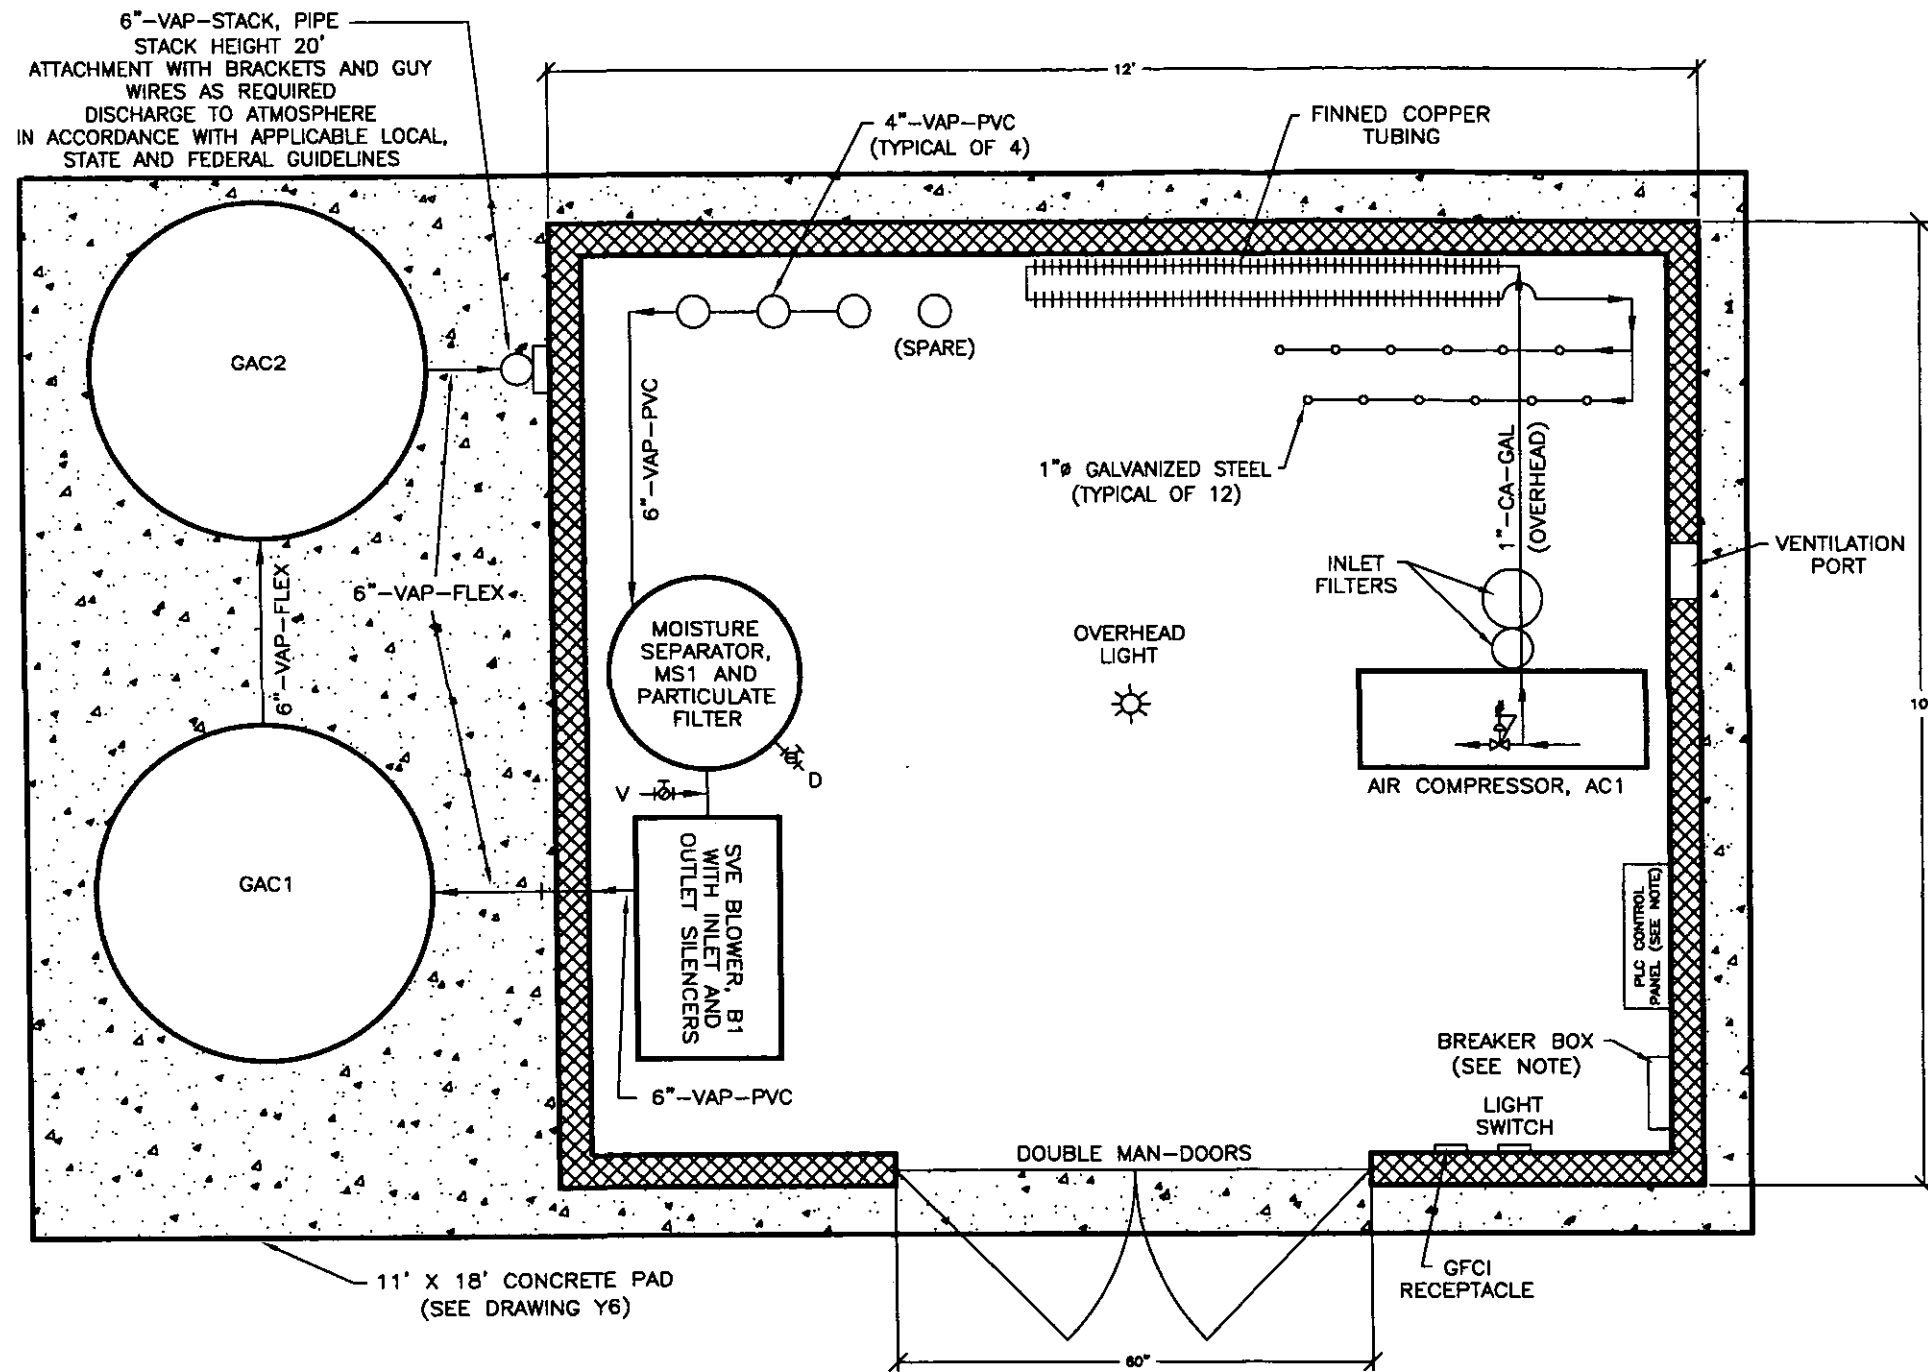 6"-VAP-STACK, PIPE
STACK HEIGHT 20'
ATTACHMENT WITH BRACKETS AND GUY
WIRES AS REQUIRED
DISCHARGE TO ATMOSPHERE
IN ACCORDANCE WITH APPLICABLE LOCAL,
STATE AND FEDERAL GUIDELINES
12'
4"-VAP-PVC
(TYPICAL OF 4)
FINNED COPPER
TUBING
GAC2
(SPARE)
6"-VAP-PVC
1"ø GALVANIZED STEEL
(TYPICAL OF 12)
1"-CA-GAL
(OVERHEAD)
VENTILATION
PORT
INLET
FILTERS
6"-VAP-FLEX
6"-VAP-FLEX
MOISTURE
SEPARATOR,
MS1 AND
PARTICULATE
FILTER
OVERHEAD
LIGHT
10
D
V
AIR COMPRESSOR, AC1
GAC1
SVE BLOWER, B1
WITH INLET AND
OUTLET SILENCERS
PLC CONTROL
PANEL (SEE NOTE)
BREAKER BOX
(SEE NOTE)
6"-VAP-PVC
LIGHT
SWITCH
DOUBLE MAN-DOORS
11' X 18' CONCRETE PAD
(SEE DRAWING Y6)
GFCI
RECEPTACLE
60"